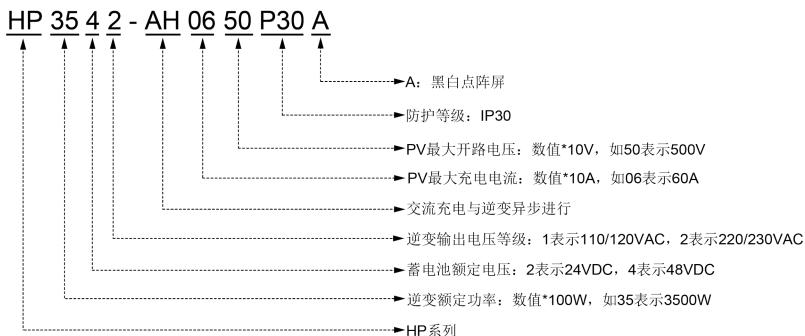 HP 35 4 2 - AH 06 50 P30 A
A：黑白点阵屏
防护等级：IP30
PV最大开路电压：数值*10V，如50表示500V
PV最大充电电流：数值*10A，如06表示60A
交流充电与逆变异步进行
逆变输出电压等级：1表示110/120VAC，2表示220/230VAC
蓄电池额定电压：2表示24VDC，4表示48VDC
逆变额定功率：数值*100W，如35表示3500W
HP系列